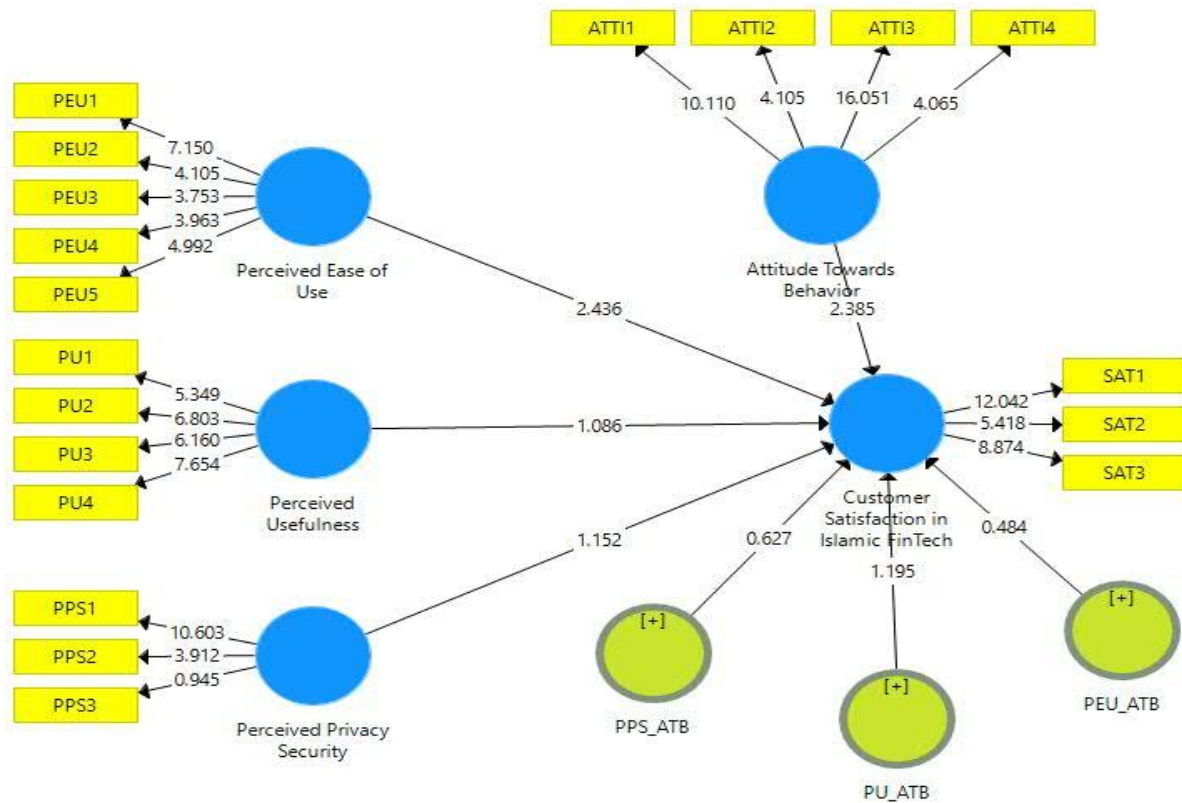 ATTI1
ATTI2
ATTI3
ATTI4
10.110
4.105
16.051
4.065
PEU1
PEU2
PEU3
PEU4
PEU5
7.150
4.105
3.753
3.963
4.992
Perceived Ease of
Use
Attitude Towards
Behavior
2.436
2.385
PU1
PU2
PU3
PU4
5.349
6.803
6.160
7.654
Perceived
Usefulness
1.086
SAT1
SAT2
SAT3
12.042
5.418
8.874
Customer
Satisfaction in
Islamic FinTech
PPS1
PPS2
PPS3
10.603
3.912
0.945
Perceived Privacy
Security
1.152
0.627
1.195
0.484
[+]
PPS_ATB
[+]
PU_ATB
[+]
PEU_ATB